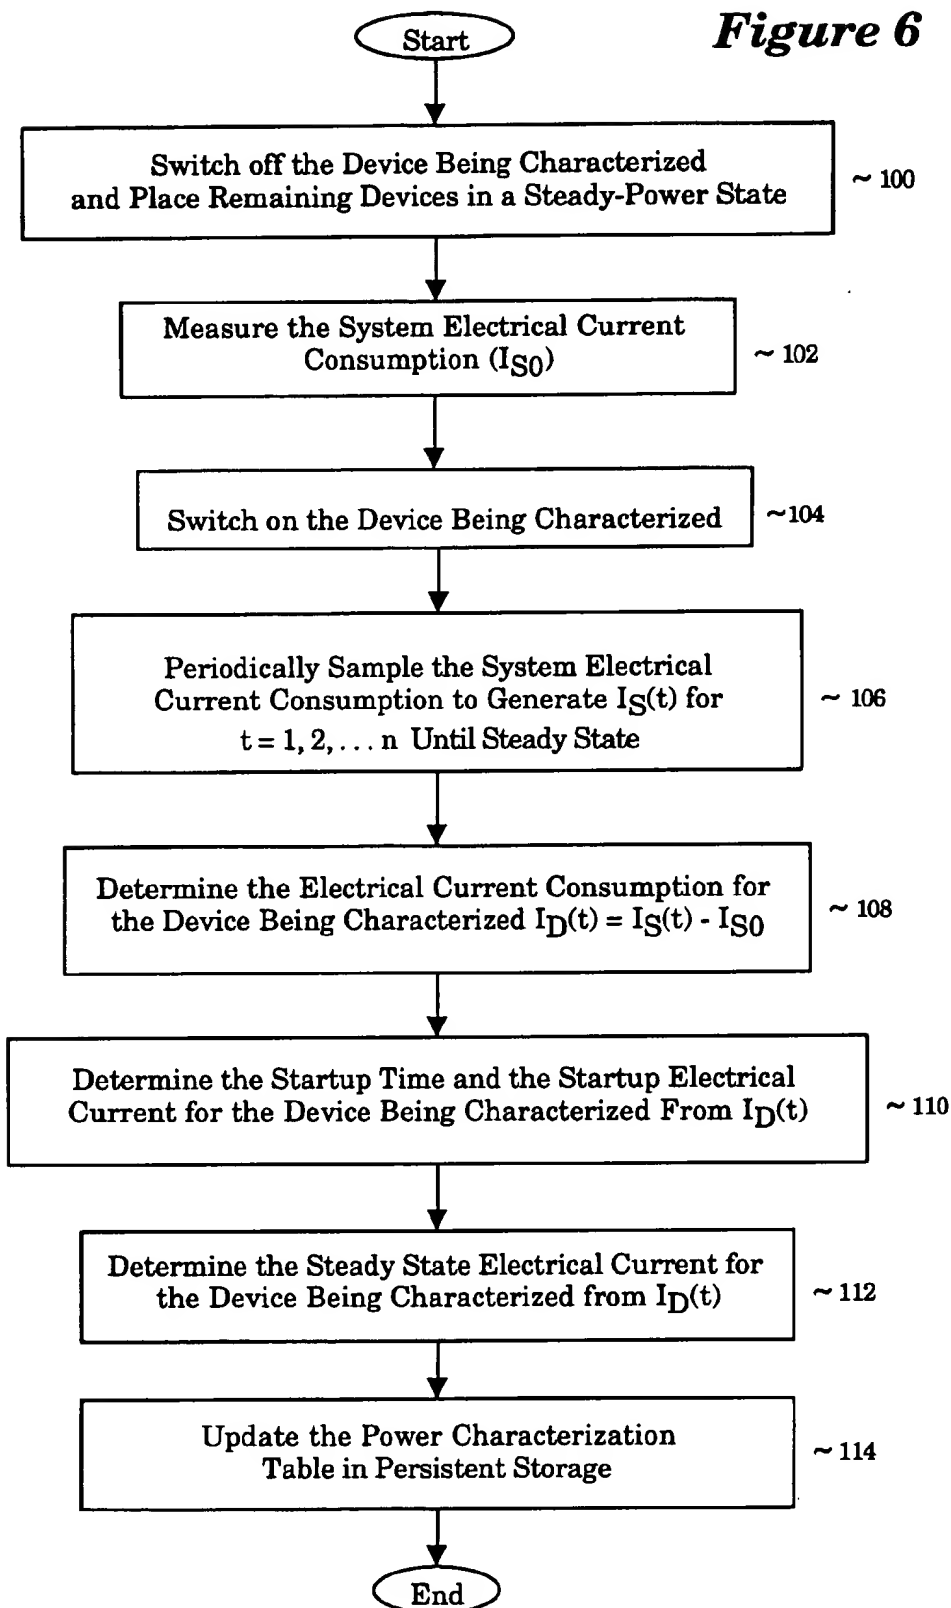 Figure 6
Start
Switch off the Device Being Characterized
and Place Remaining Devices in a Steady-Power State
~ 100
Measure the System Electrical Current
Consumption (IS0)
~ 102
Switch on the Device Being Characterized
~104
Periodically Sample the System Electrical
Current Consumption to Generate IS(t) for
t = 1, 2, . . . n Until Steady State
~ 106
Determine the Electrical Current Consumption for
the Device Being Characterized ID(t) = IS(t) - IS0
~ 108
Determine the Startup Time and the Startup Electrical
Current for the Device Being Characterized From ID(t)
~ 110
Determine the Steady State Electrical Current for
the Device Being Characterized from ID(t)
~ 112
Update the Power Characterization
Table in Persistent Storage
~ 114
End